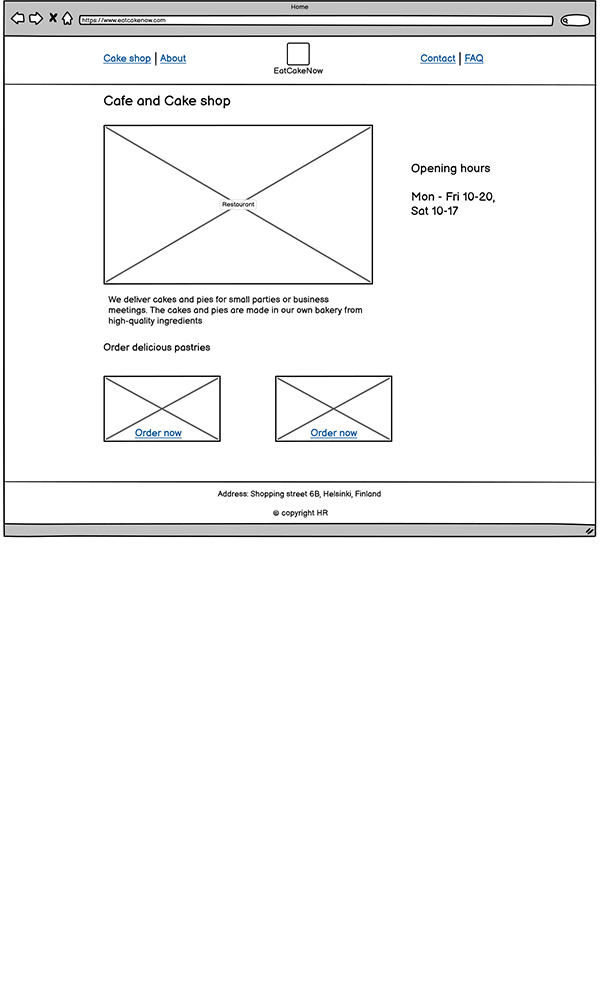 Home
https://www.eatcakenow.com
Cake shop | About
EatCakeNow
Contact | FAQ
Cafe and Cake shop
Restaurant
Opening hours
Mon - Fri 10-20,
Sat 10-17
We deliver cakes and pies for small parties or business
meetings. The cakes and pies are made in our own bakery from
high-quality ingredients
Order delicious pastries
Order now
Order now
Address: Shopping street 6B, Helsinki, Finland
© copyright HR